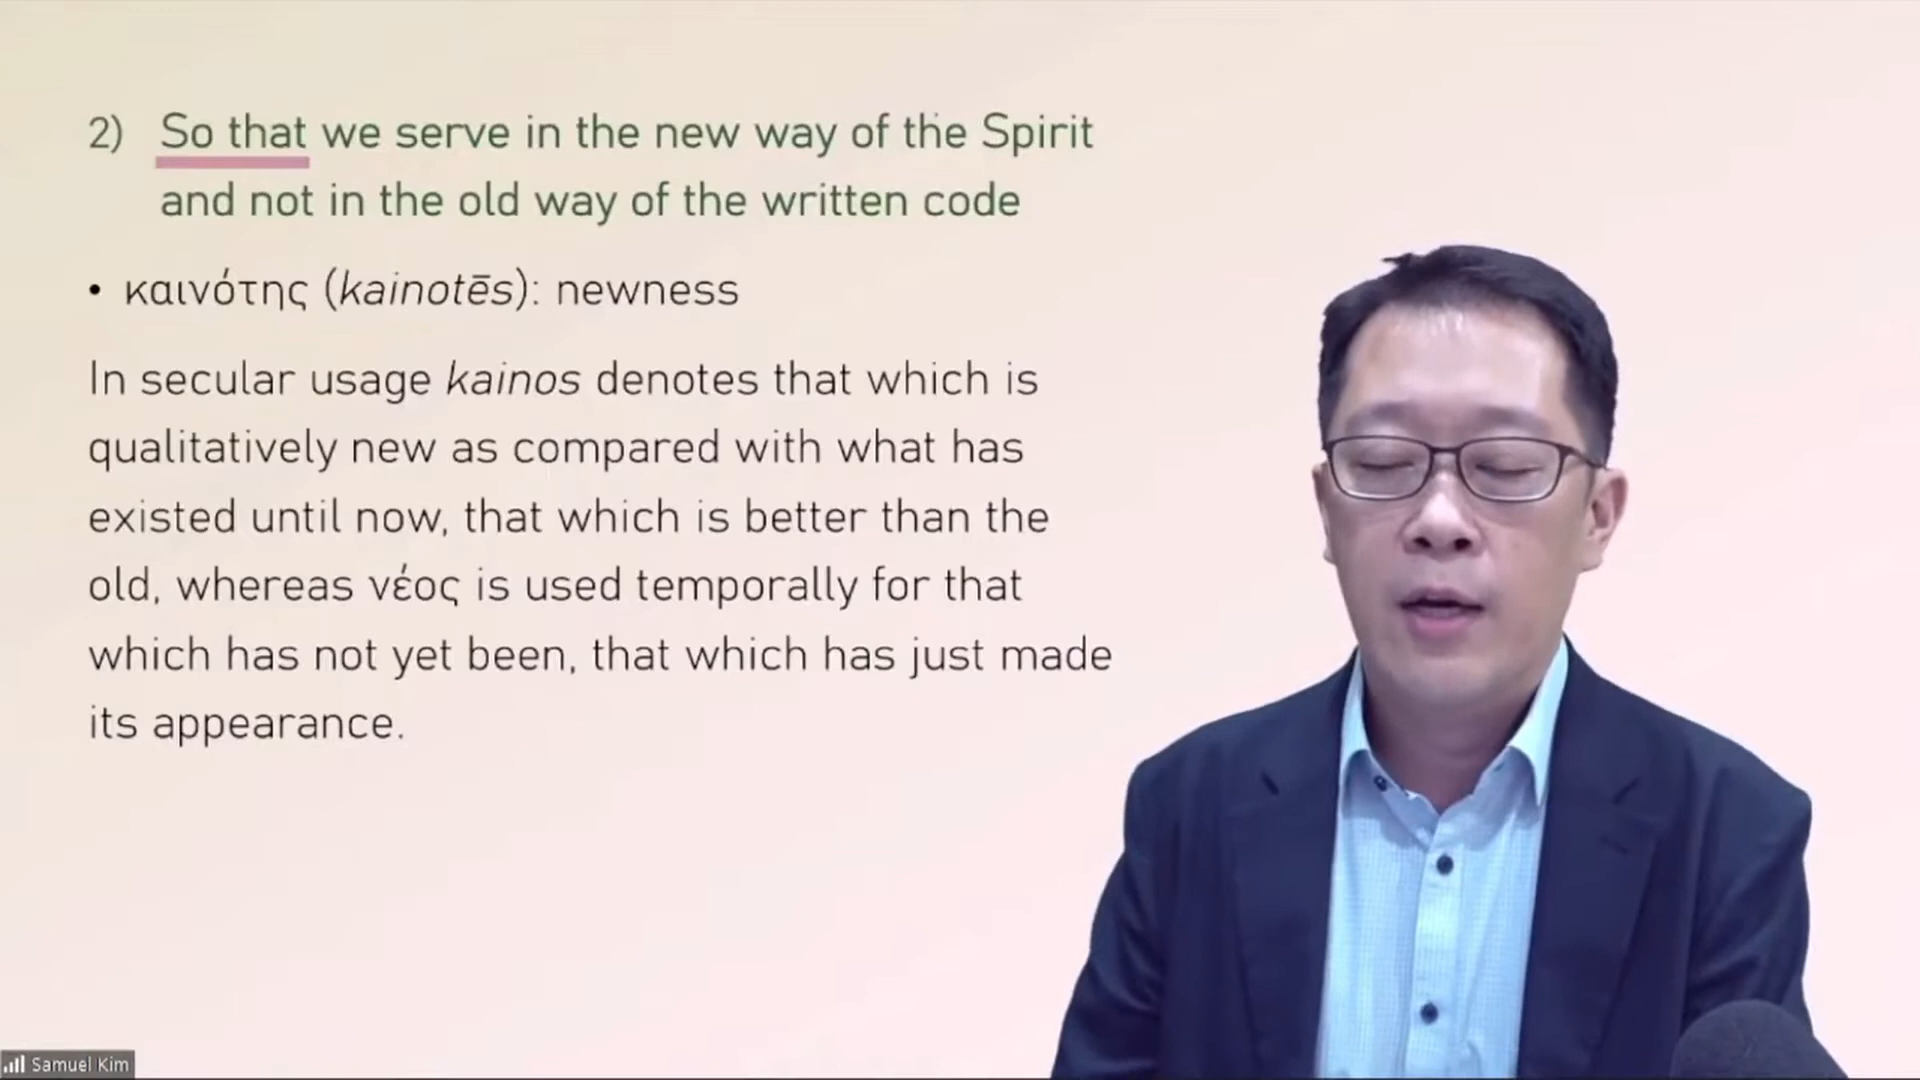 2) So that we serve in the new way of the Spirit
and not in the old way of the written code
• καινότης (kainotēs): newness
In secular usage kainos denotes that which is
qualitatively new as compared with what has
existed until now, that which is better than the
old, whereas νέος is used temporally for that
which has not yet been, that which has just made
its appearance.
Samuel Kim